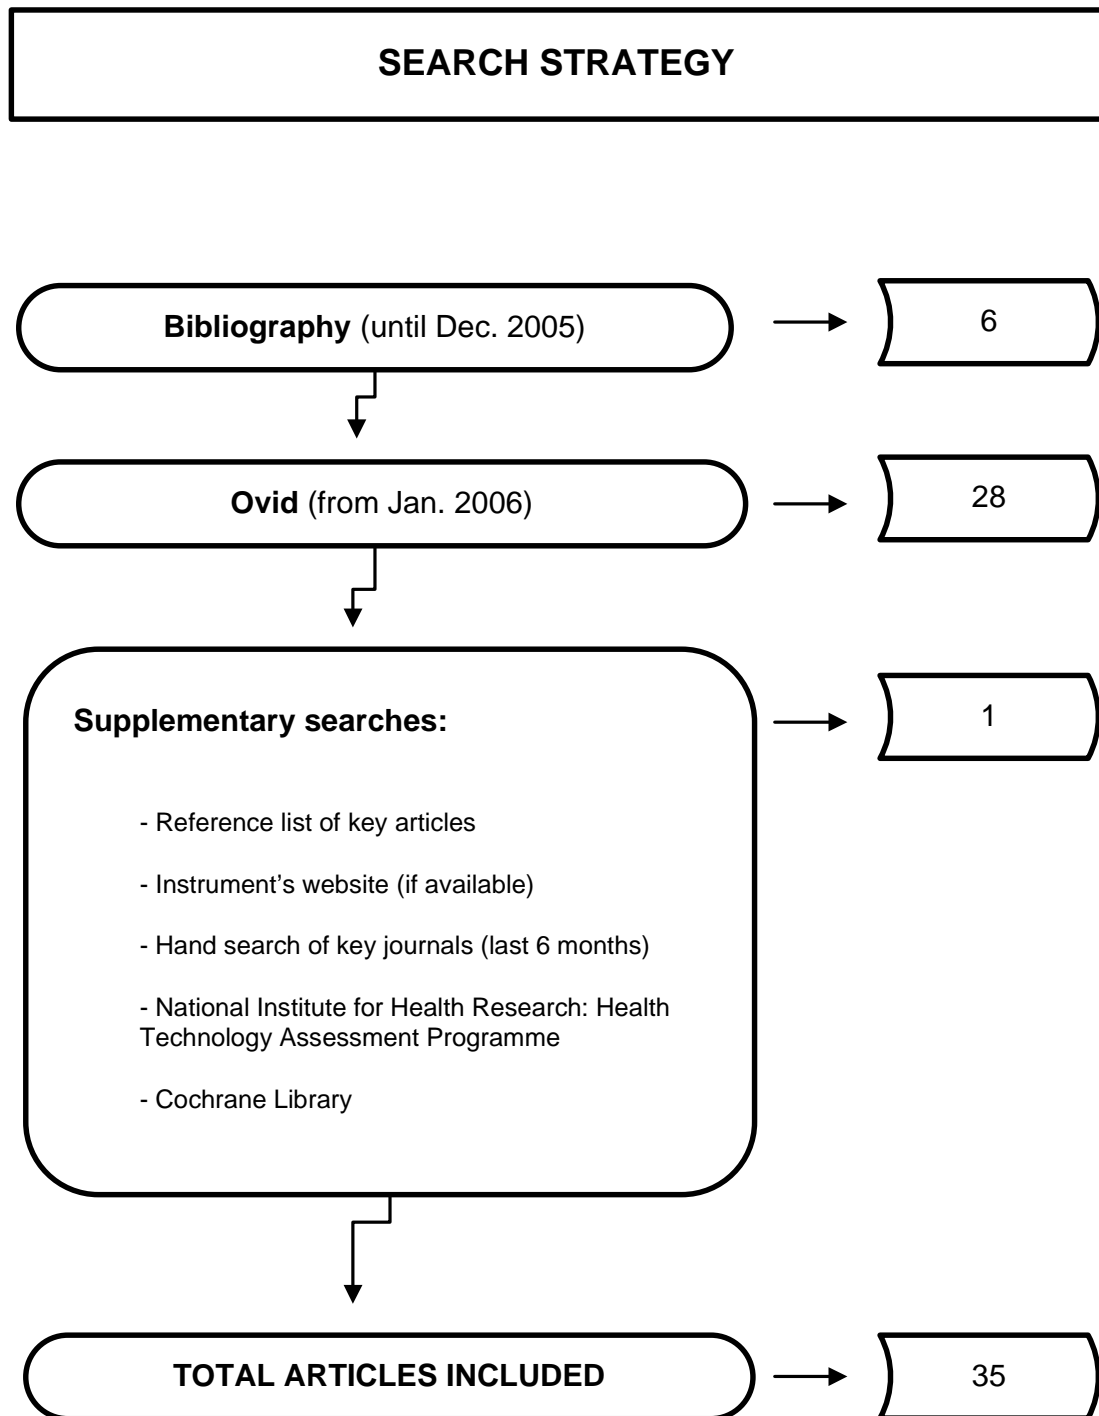 SEARCH STRATEGY
Bibliography (until Dec. 2005)
6
Ovid (from Jan. 2006)
28
Supplementary searches:
1
- Reference list of key articles
- Instrument’s website (if available)
- Hand search of key journals (last 6 months)
- National Institute for Health Research: Health
Technology Assessment Programme
- Cochrane Library
TOTAL ARTICLES INCLUDED
35